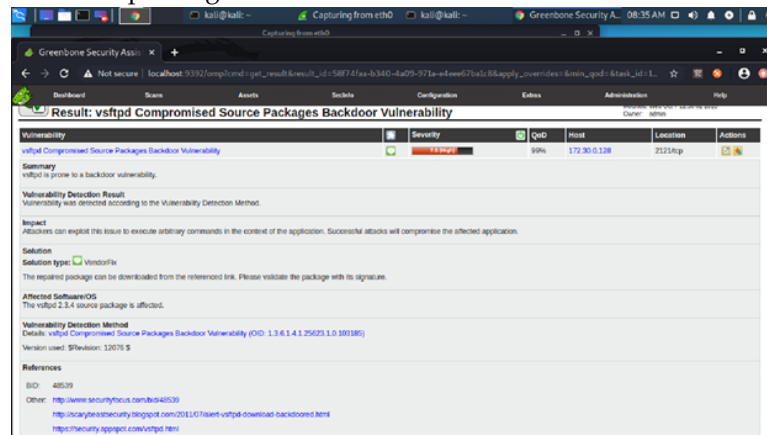 kali@kali: ~
Capturing from eth0
kali@kali: ~
Greenbone Security A...
08:35 AM
Capturing from eth0
Greenbone Security Assis
Not secure
localhost:9392/omp?cmd=get_result&result_id=58f74faa-b340-4a09-971a-e4eee67ba1c8&apply_overrides=&min_qod=&task_id=1...
Dashboard
Scans
Assets
SecInfo
Configuration
Extras
Administration
Help
Result: vsftpd Compromised Source Packages Backdoor Vulnerability
Owner: admin
Vulnerability
Severity
QoD
Host
Location
Actions
vsftpd Compromised Source Packages Backdoor Vulnerability
7.5 (High)
99%
172.30.0.128
2121/tcp
Summary
vsftpd is prone to a backdoor vulnerability.
Vulnerability Detection Result
Vulnerability was detected according to the Vulnerability Detection Method.
Impact
Attackers can exploit this issue to execute arbitrary commands in the context of the application. Successful attacks will compromise the affected application.
Solution
Solution type: VendorFix
The repaired package can be downloaded from the referenced link. Please validate the package with its signature.
Affected Software/OS
The vsftpd 2.3.4 source package is affected.
Vulnerability Detection Method
Details: vsftpd Compromised Source Packages Backdoor Vulnerability (OID: 1.3.6.1.4.1.25623.1.0.103185)
Version used: $Revision: 12076 $
References
BID: 48539
Other: http://www.securityfocus.com/bid/48539
http://scarybeastsecurity.blogspot.com/2011/07/alert-vsftpd-download-backdoored.html
https://security.appspot.com/vsftpd.html